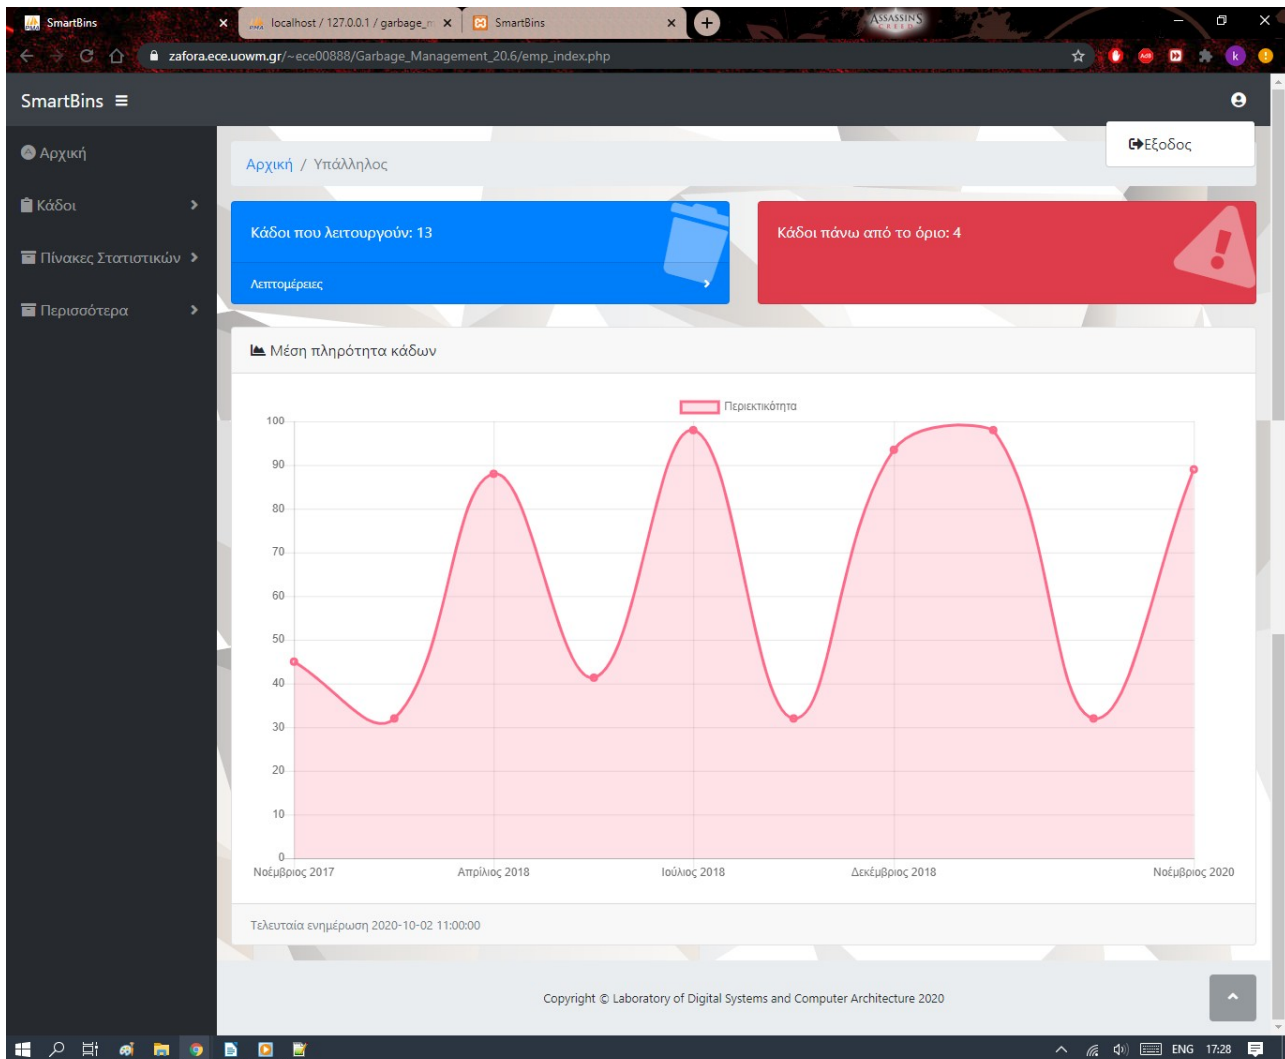 SmartBins
localhost / 127.0.0.1 / garbage_m
SmartBins
ASSASSIN'S CREED
zafora.ece.uowm.gr/~ece00888/Garbage_Management_20.6/emp_index.php
SmartBins
Αρχική
Κάδοι
Πίνακες Στατιστικών
Περισσότερα
Εξοδος
Αρχική / Υπάλληλος
Κάδοι που λειτουργούν: 13
Λεπτομέρειες
Κάδοι πάνω από το όριο: 4
Μέση πληρότητα κάδων
Περιεκτικότητα
100
90
80
70
60
50
40
30
20
10
0
Νοέμβριος 2017 Απρίλιος 2018 Ιούλιος 2018 Δεκέμβριος 2018 Νοέμβριος 2020
Τελευταία ενημέρωση 2020-10-02 11:00:00
Copyright © Laboratory of Digital Systems and Computer Architecture 2020
ENG 17:28